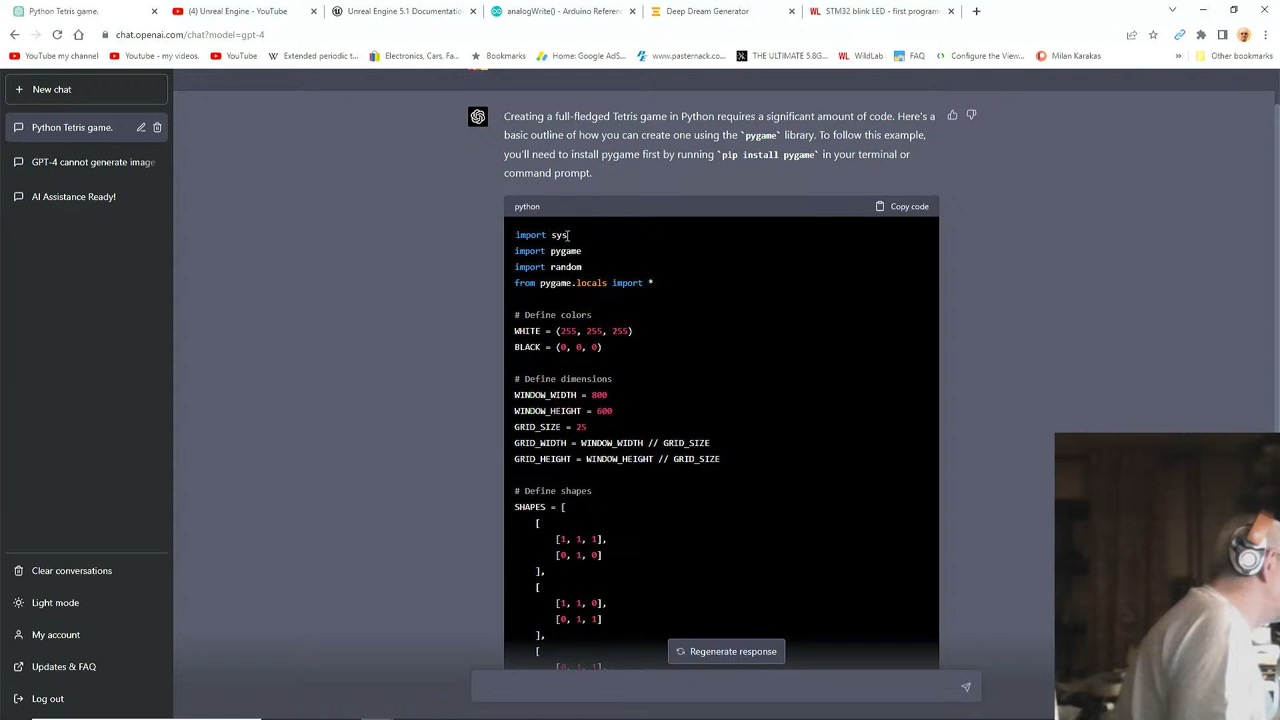 Python Tetris game.
(4) Unreal Engine - YouTube
Unreal Engine 5.1 Documentatio
analogWrite() - Arduino Referen
Deep Dream Generator
STM32 blink LED - first program
chat.openai.com/chat?model=gpt-4
YouTube my channel
Youtube - my videos.
YouTube
Extended periodic t...
Electronics, Cars, Fa...
Bookmarks
Home: Google AdS...
www.pasternack.co...
THE ULTIMATE 5.8G...
WildLab
FAQ
Configure the View...
Milan Karakas
»
Other bookmarks
New chat
Python Tetris game.
GPT-4 cannot generate image
AI Assistance Ready!
Clear conversations
Light mode
My account
Updates & FAQ
Log out
Creating a full-fledged Tetris game in Python requires a significant amount of code. Here's a
basic outline of how you can create one using the `pygame` library. To follow this example,
you'll need to install pygame first by running `pip install pygame` in your terminal or
command prompt.
python
Copy code
import sys
import pygame
import random
from pygame.locals import *
# Define colors
WHITE = (255, 255, 255)
BLACK = (0, 0, 0)
# Define dimensions
WINDOW_WIDTH = 800
WINDOW_HEIGHT = 600
GRID_SIZE = 25
GRID_WIDTH = WINDOW_WIDTH // GRID_SIZE
GRID_HEIGHT = WINDOW_HEIGHT // GRID_SIZE
# Define shapes
SHAPES = [
[
[1, 1, 1],
[0, 1, 0]
],
[
[1, 1, 0],
[0, 1, 1]
],
[
[0, 1, 1],
Regenerate response